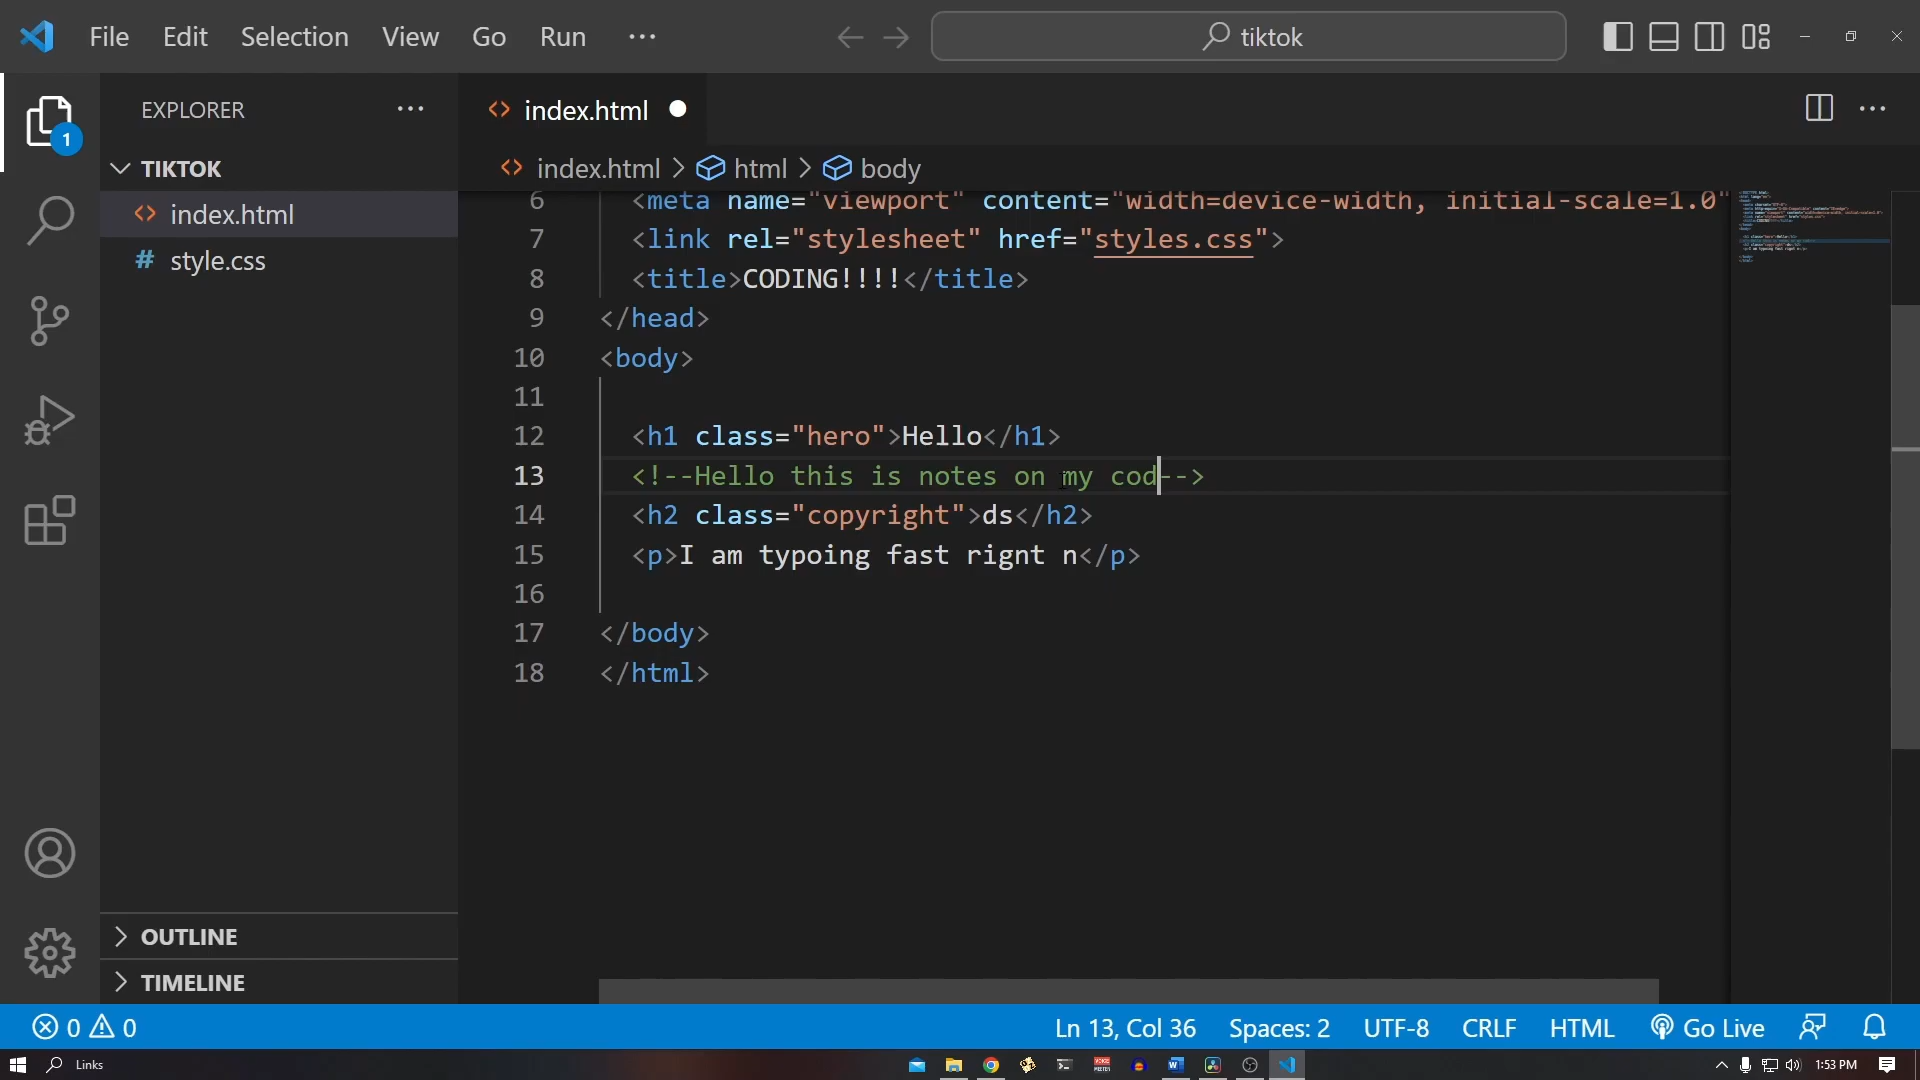 File Edit Selection View Go Run ··· tiktok
EXPLORER ···
1
TIKTOK
index.html
style.css
OUTLINE
TIMELINE
index.html
index.html > html > body
6 <meta name="viewport" content="width=device-width, initial-scale=1.0"
7 <link rel="stylesheet" href="styles.css">
8 <title>CODING!!!!</title>
9 </head>
10 <body>
11
12 <h1 class="hero">Hello</h1>
13 <!--Hello this is notes on my cod-->
14 <h2 class="copyright">ds</h2>
15 <p>I am typoing fast rignt n</p>
16
17 </body>
18 </html>
0 0 Ln 13, Col 36 Spaces: 2 UTF-8 CRLF HTML Go Live
Links 1:53 PM